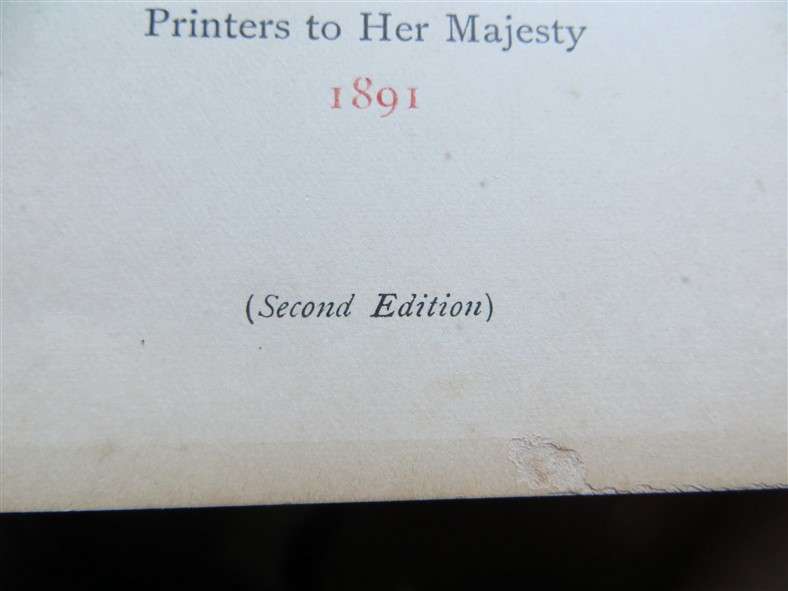 Printers to Her Majesty
1891
(Second Edition)